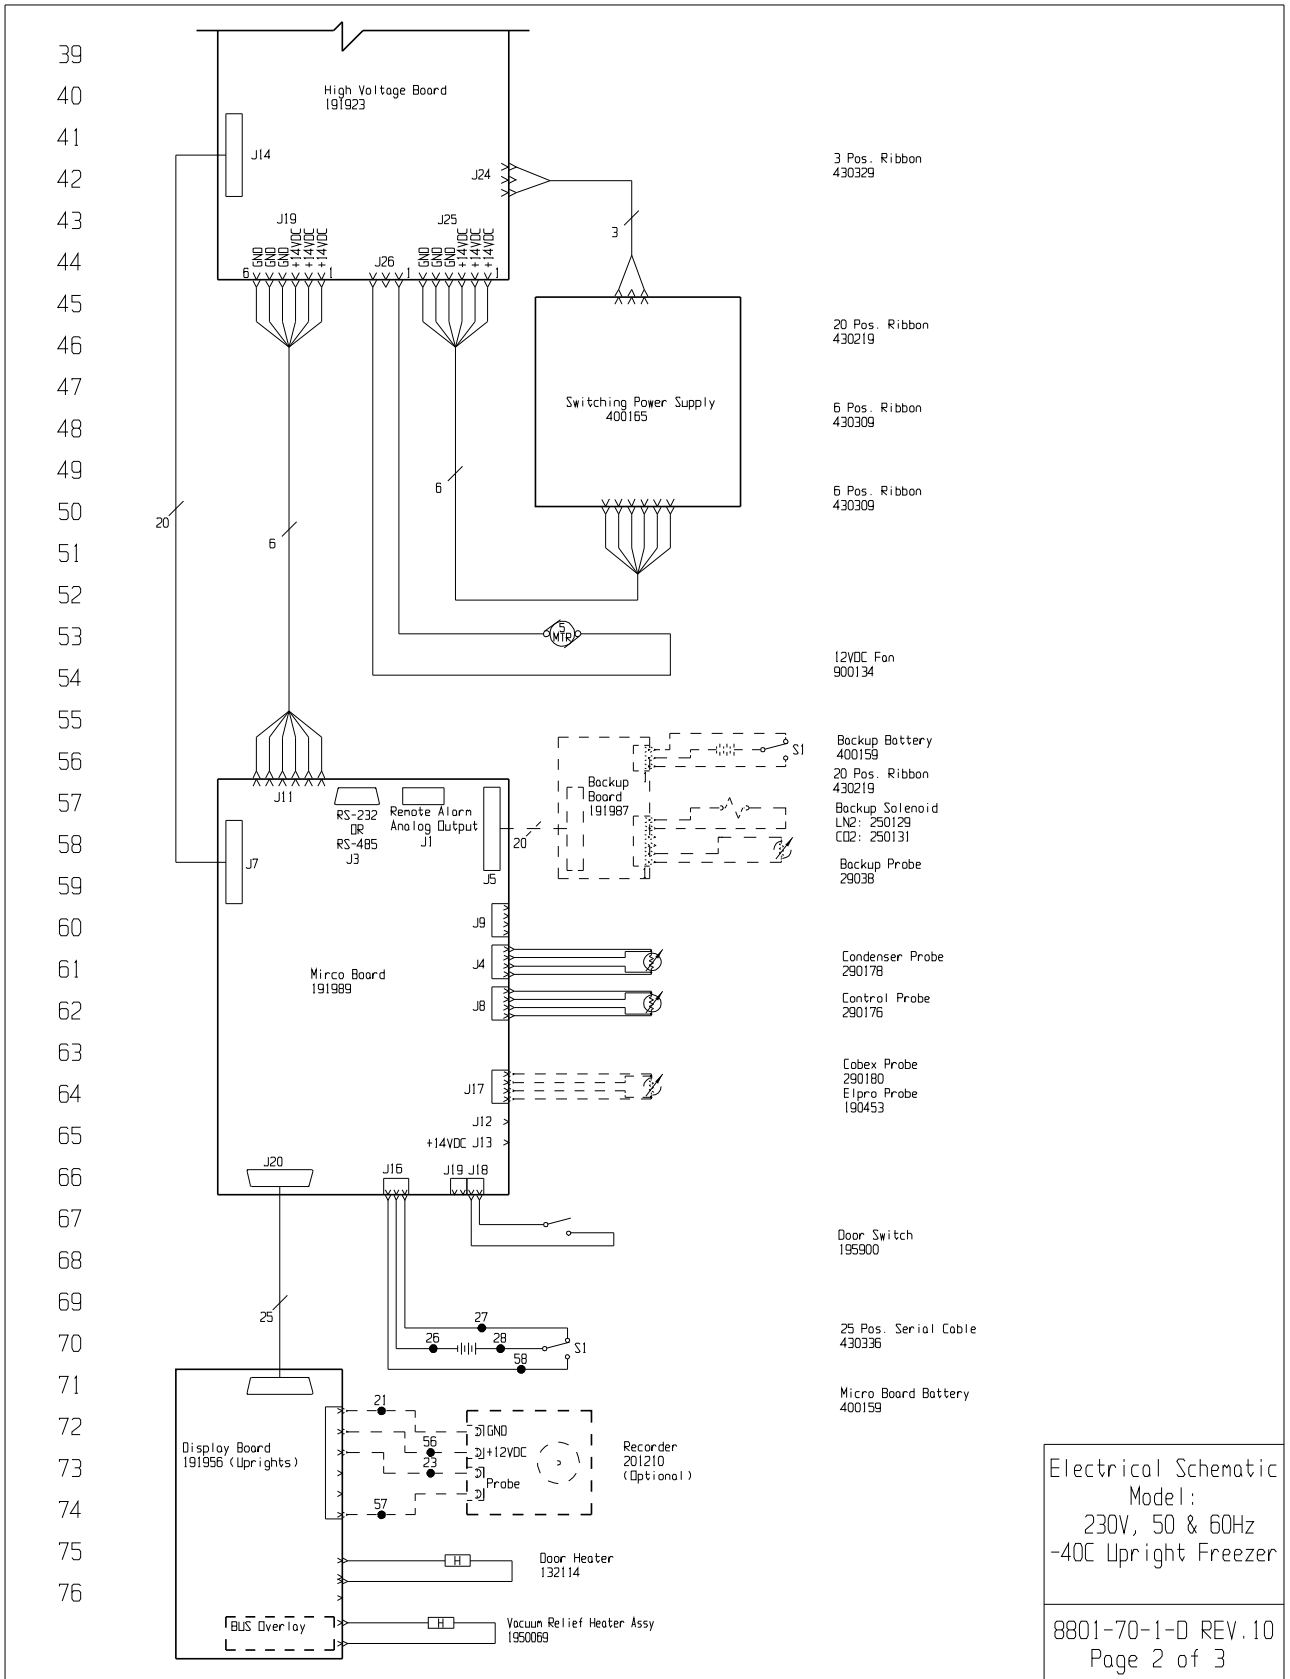 39
40
41
42
43
44
45
46
47
48
49
50
51
52
53
54
55
56
57
58
59
60
61
62
63
64
65
66
67
68
69
70
71
72
73
74
75
76
High Voltage Board
191923
J14
J24
3 Pos. Ribbon
430329
J19
J25
3
GND
GND
GND
+14VDC
+14VDC
+14VDC
6
1
J26
1
GND
GND
GND
+14VDC
+14VDC
+14VDC
1
20 Pos. Ribbon
430219
Switching Power Supply
400165
6 Pos. Ribbon
430309
6
6 Pos. Ribbon
430309
20
6
5
MTR
12VDC Fan
900134
S1
Backup Battery
400159
20 Pos. Ribbon
430219
Backup
Board
191987
1
1
J11
RS-232
OR
RS-485
J3
Remote Alarm
Analog Output
J1
20
Backup Solenoid
LN2: 250129
CO2: 250131
J7
J5
Backup Probe
29038
J9
J4
Condenser Probe
290178
Mirco Board
191989
J8
Control Probe
290176
J17
Cobex Probe
290180
Elpro Probe
190453
J12
+14VDC J13
J20
J16
J19 J18
Door Switch
195900
25
27
26
28
S1
58
25 Pos. Serial Cable
430336
Micro Board Battery
400159
21
Display Board
191956 (Uprights)
56
23
57
GND
+12VDC
Probe
Recorder
201210
(Optional)
H
Door Heater
132114
BUS Overlay
H
Vacuum Relief Heater Assy
1950069
Electrical Schematic
Model:
230V, 50 & 60Hz
-40C Upright Freezer
8801-70-1-D REV.10
Page 2 of 3